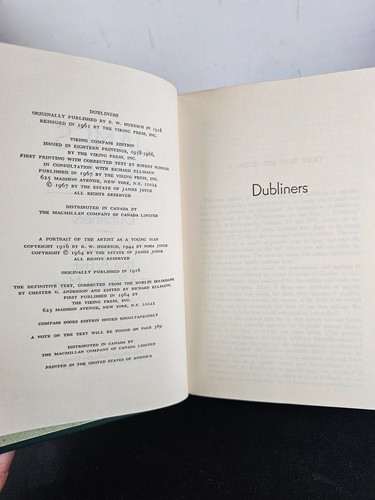 DUBLINERS
ORIGINALLY PUBLISHED BY B. W. HUEBSCH IN 1916
REISSUED IN 1961 BY THE VIKING PRESS, INC.
VIKING COMPASS EDITION
ISSUED IN EIGHTEEN PRINTINGS, 1958-1966,
BY THE VIKING PRESS, INC.
FIRST PRINTING WITH CORRECTED TEXT BY ROBERT SCHOLES
IN CONSULTATION WITH RICHARD ELLMANN
PUBLISHED IN 1967 BY THE VIKING PRESS, INC.
625 MADISON AVENUE, NEW YORK, N.Y. 10022
© 1967 BY THE ESTATE OF JAMES JOYCE
ALL RIGHTS RESERVED
DISTRIBUTED IN CANADA BY
THE MACMILLAN COMPANY OF CANADA LIMITED
A PORTRAIT OF THE ARTIST AS A YOUNG MAN
COPYRIGHT 1916 BY B. W. HUEBSCH, 1944 BY NORA JOYCE
COPYRIGHT © 1964 BY THE ESTATE OF JAMES JOYCE
ALL RIGHTS RESERVED
ORIGINALLY PUBLISHED IN 1916
THE DEFINITIVE TEXT, CORRECTED FROM THE DUBLIN HOLOGRAPH
BY CHESTER G. ANDERSON AND EDITED BY RICHARD ELLMANN,
FIRST PUBLISHED IN 1964 BY
THE VIKING PRESS, INC.
625 MADISON AVENUE, NEW YORK, N.Y. 10022
COMPASS BOOKS EDITION ISSUED SIMULTANEOUSLY
A NOTE ON THE TEXT WILL BE FOUND ON PAGE 569
DISTRIBUTED IN CANADA BY
THE MACMILLAN COMPANY OF CANADA LIMITED
PRINTED IN THE UNITED STATES OF AMERICA
Dubliners